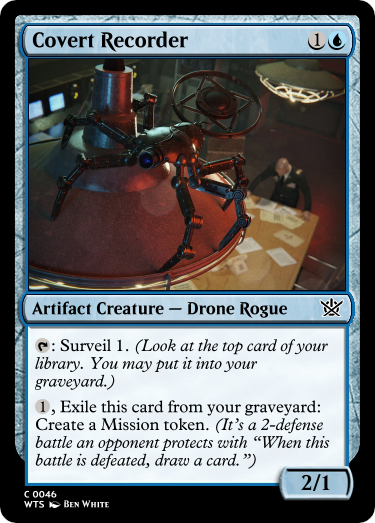 Covert Recorder 1
Artifact Creature — Drone Rogue
: Surveil 1. (Look at the top card of your
library. You may put it into your
graveyard.)
1, Exile this card from your graveyard:
Create a Mission token. (It's a 2-defense
battle an opponent protects with “When this
battle is defeated, draw a card.”)
2/1
C 0046
WTS Ben White